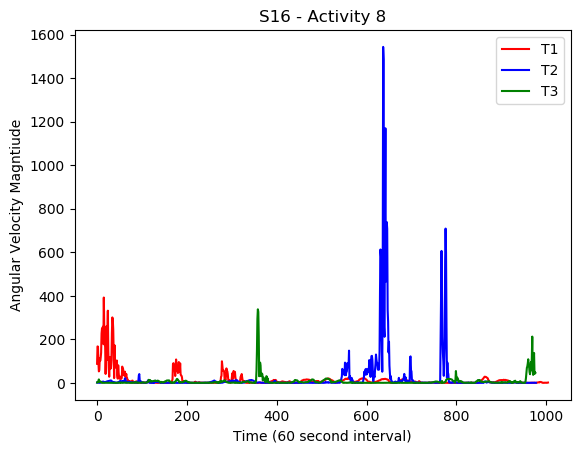 S16 - Activity 8
1600
1400
1200
1000
800
600
400
200
0
Angular Velocity Magntiude
T1
T2
T3
0 200 400 600 800 1000
Time (60 second interval)